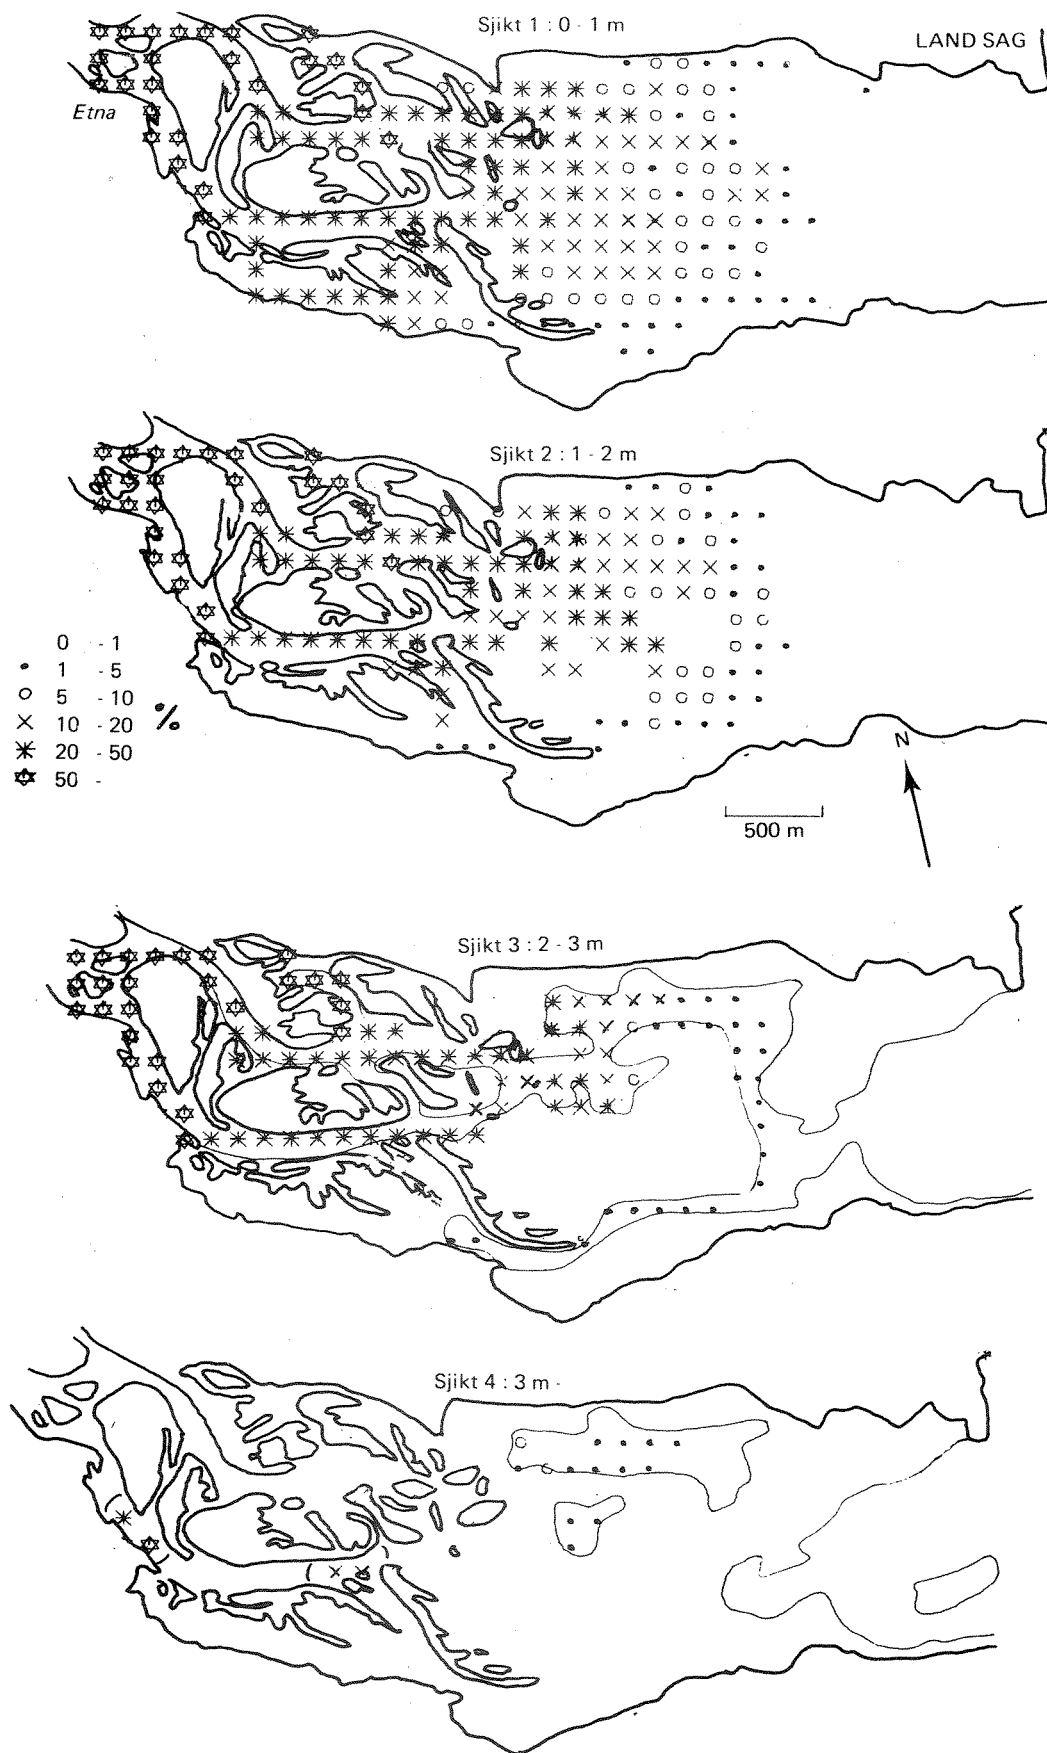 Sjikt 1 : 0 - 1 m
LAND SAG
Etna
Sjikt 2 : 1 - 2 m
0 - 1
1 - 5
5 - 10
10 - 20 %
20 - 50
50 -
N
500 m
Sjikt 3 : 2 - 3 m
Sjikt 4 : 3 m -